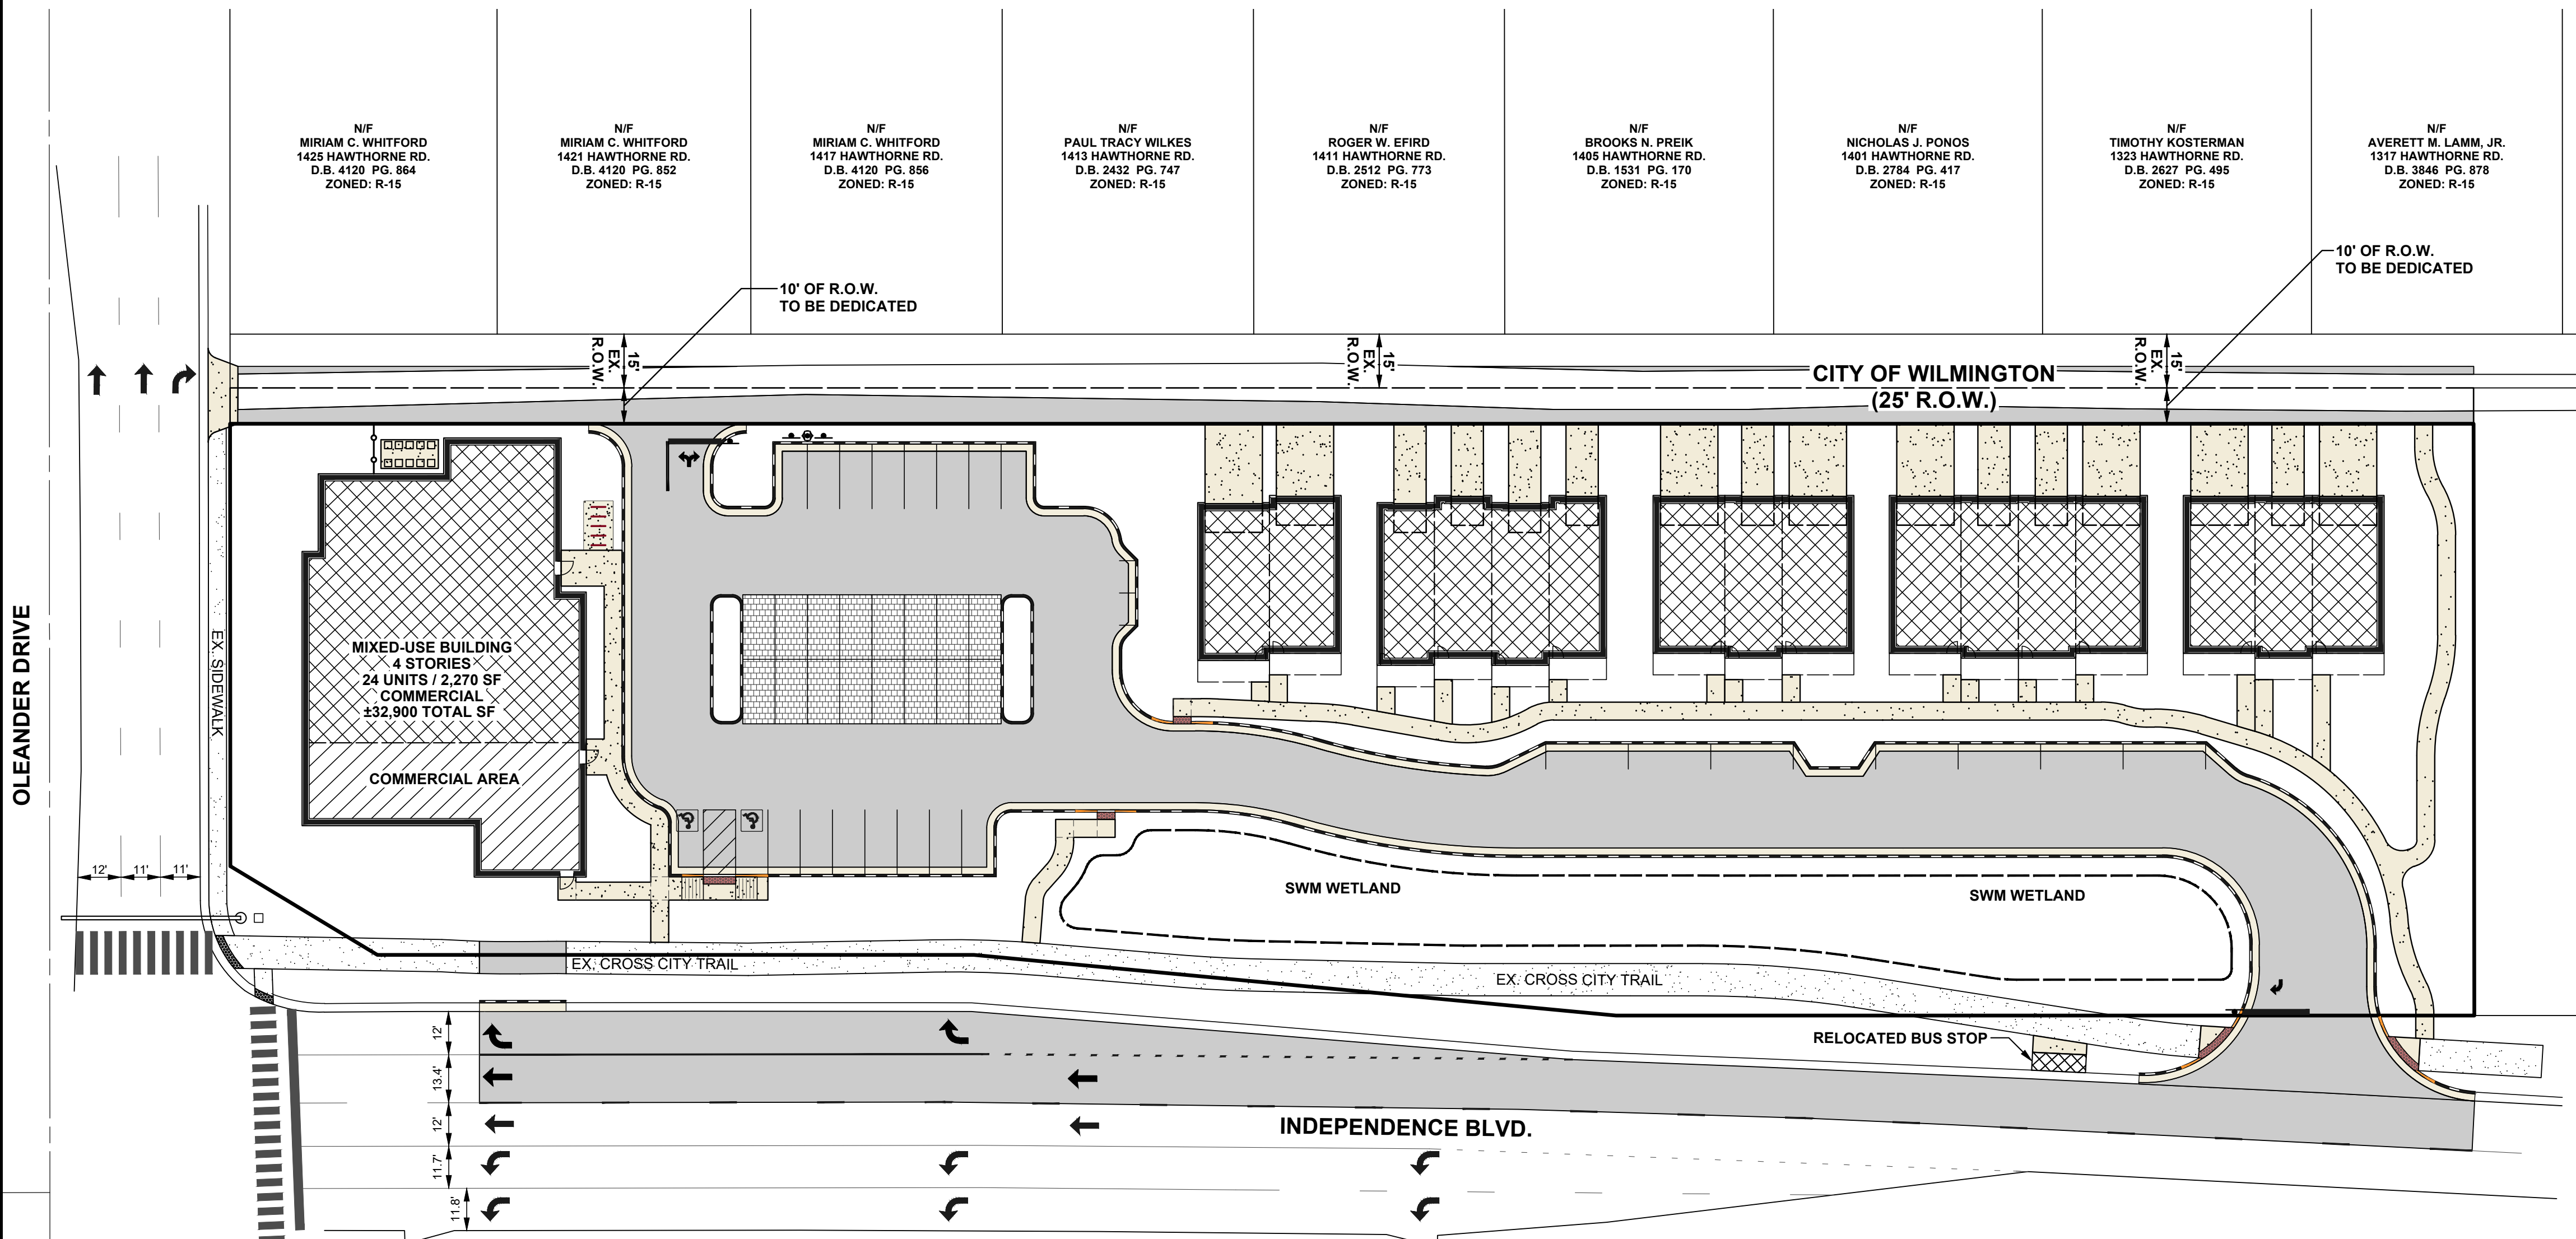 N/F
MIRIAM C. WHITFORD
1425 HAWTHORNE RD.
D.B. 4120 PG. 864
ZONED: R-15
N/F
MIRIAM C. WHITFORD
1421 HAWTHORNE RD.
D.B. 4120 PG. 852
ZONED: R-15
N/F
MIRIAM C. WHITFORD
1417 HAWTHORNE RD.
D.B. 4120 PG. 856
ZONED: R-15
N/F
PAUL TRACY WILKES
1413 HAWTHORNE RD.
D.B. 2432 PG. 747
ZONED: R-15
N/F
ROGER W. EFIRD
1411 HAWTHORNE RD.
D.B. 2512 PG. 773
ZONED: R-15
N/F
BROOKS N. PREIK
1405 HAWTHORNE RD.
D.B. 1531 PG. 170
ZONED: R-15
N/F
NICHOLAS J. PONOS
1401 HAWTHORNE RD.
D.B. 2784 PG. 417
ZONED: R-15
N/F
TIMOTHY KOSTERMAN
1323 HAWTHORNE RD.
D.B. 2627 PG. 495
ZONED: R-15
N/F
AVERETT M. LAMM, JR.
1317 HAWTHORNE RD.
D.B. 3846 PG. 878
ZONED: R-15
10' OF R.O.W.
TO BE DEDICATED
10' OF R.O.W.
TO BE DEDICATED
15'
EX.
R.O.W.
15'
EX.
R.O.W.
15'
EX.
R.O.W.
CITY OF WILMINGTON
(25' R.O.W.)
OLEANDER DRIVE
EX. SIDEWALK
MIXED-USE BUILDING
4 STORIES
24 UNITS / 2,270 SF
COMMERCIAL
±32,900 TOTAL SF
COMMERCIAL AREA
12'
11'
11'
SWM WETLAND
SWM WETLAND
EX. CROSS CITY TRAIL
EX. CROSS CITY TRAIL
RELOCATED BUS STOP
12'
13.4'
12'
11.7'
11.8'
INDEPENDENCE BLVD.